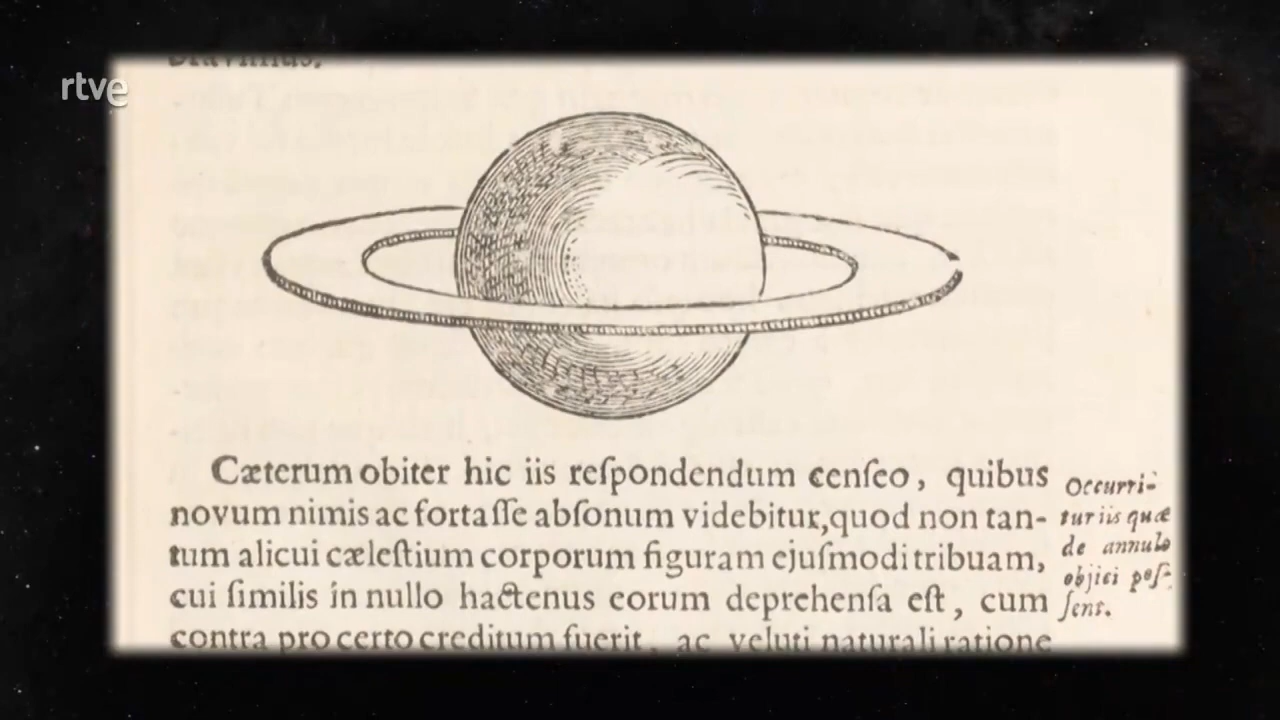 rtve
Cæterum obiter hic iis reſpondendum cenſeo, quibus
novum nimis ac fortaſſe abſonum videbitur, quod non tan-
tum alicui cæleſtium corporum figuram ejuſmodi tribuam,
cui ſimilis in nullo hactenus eorum deprehenſa eſt, cum
contra pro certo creditum fuerit, ac veluti naturali ratione
Occurri-
tur iis quæ
de annulo
objici poſ-
ſent.